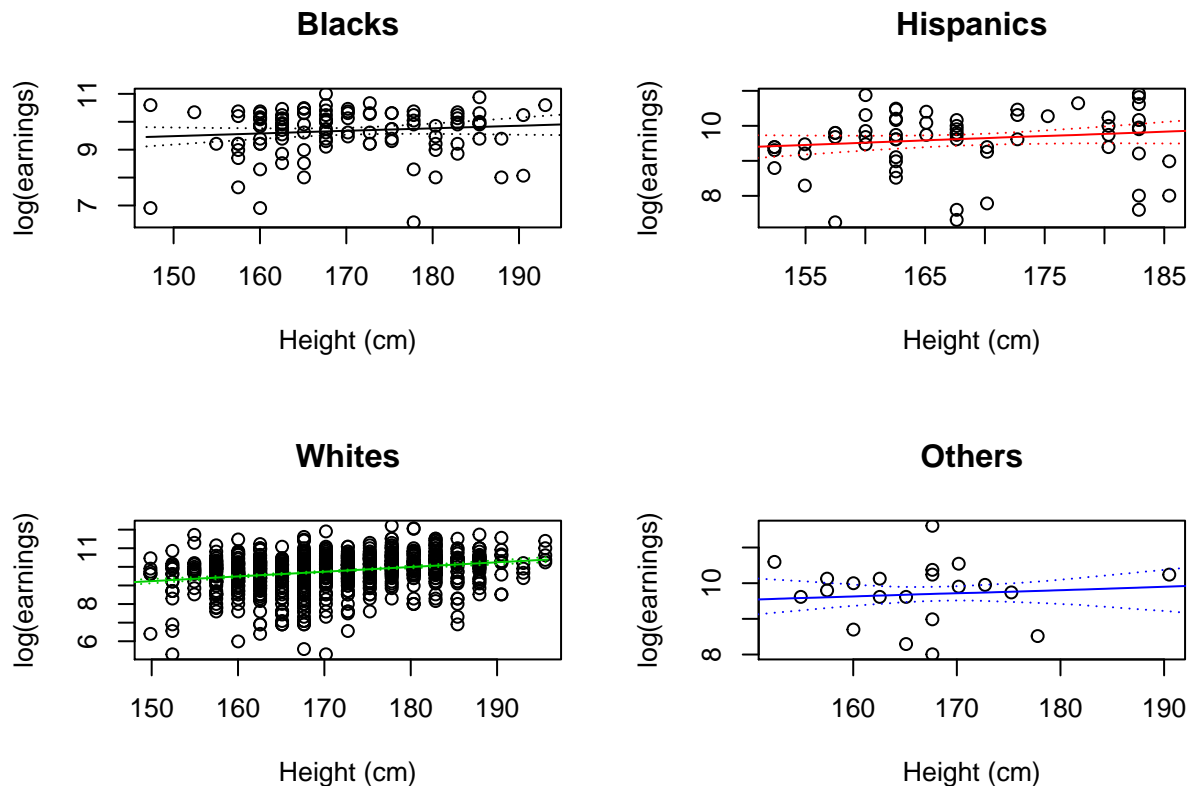 Blacks
log(earnings)
7 9 11
150 160 170 180 190
Height (cm)
Hispanics
log(earnings)
8 10
155 165 175 185
Height (cm)
Whites
log(earnings)
6 8 11
150 160 170 180 190
Height (cm)
Others
log(earnings)
8 10
160 170 180 190
Height (cm)